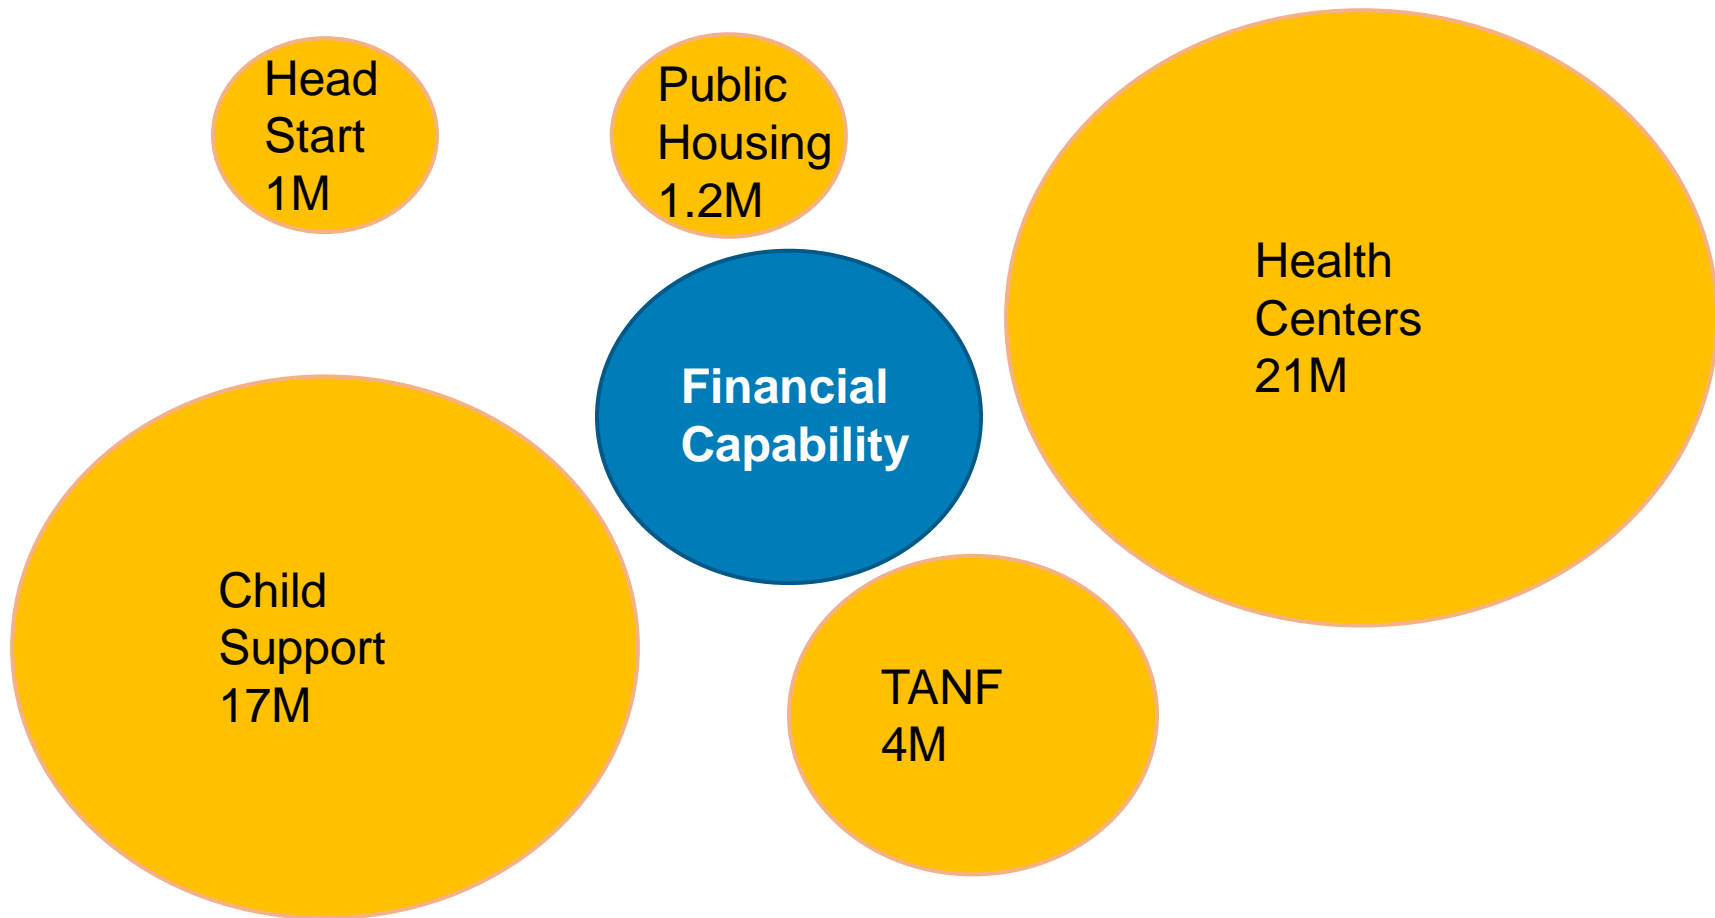 Head
Start
1M
Public
Housing
1.2M
Health
Centers
21M
Financial
Capability
Child
Support
17M
TANF
4M